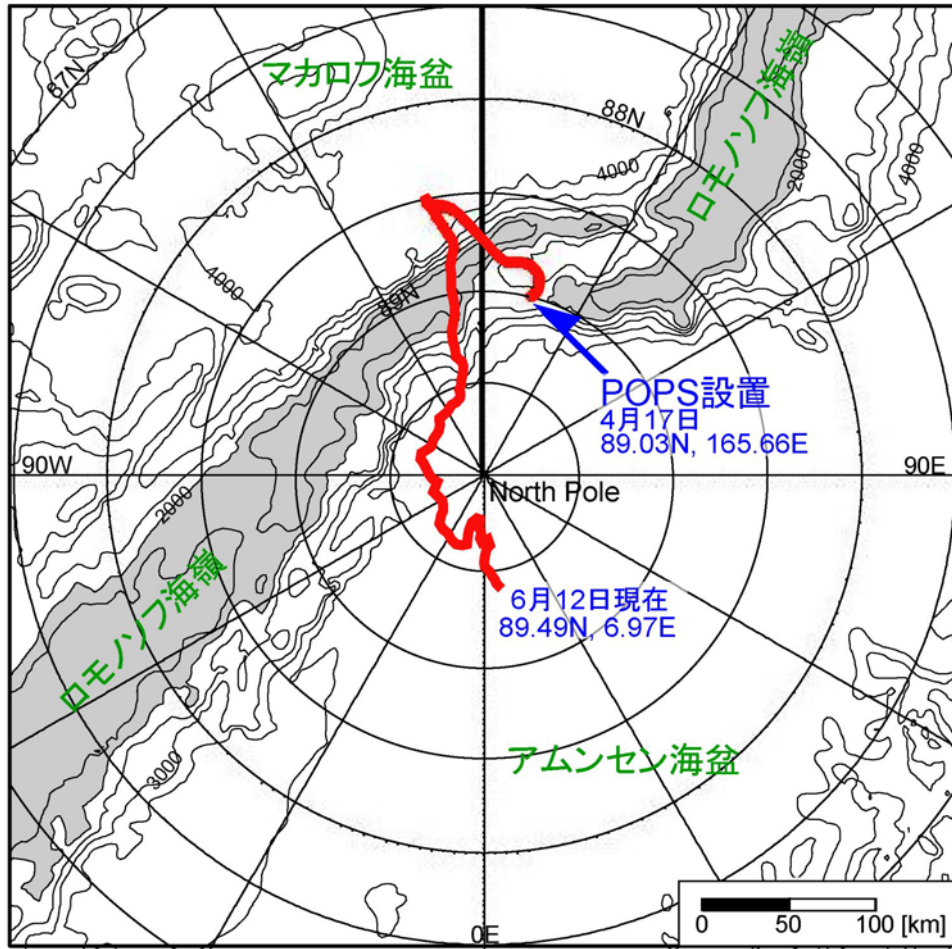 マカロフ海盆
87N
88N
ロモノソフ海嶺
4000
2000
4000
4000
89N
POPS設置
4月17日
89.03N, 165.66E
90W
90E
North Pole
2000
ロモノソフ海嶺
6月12日現在
89.49N, 6.97E
3000
アムンセン海盆
0E
0 50 100 [km]